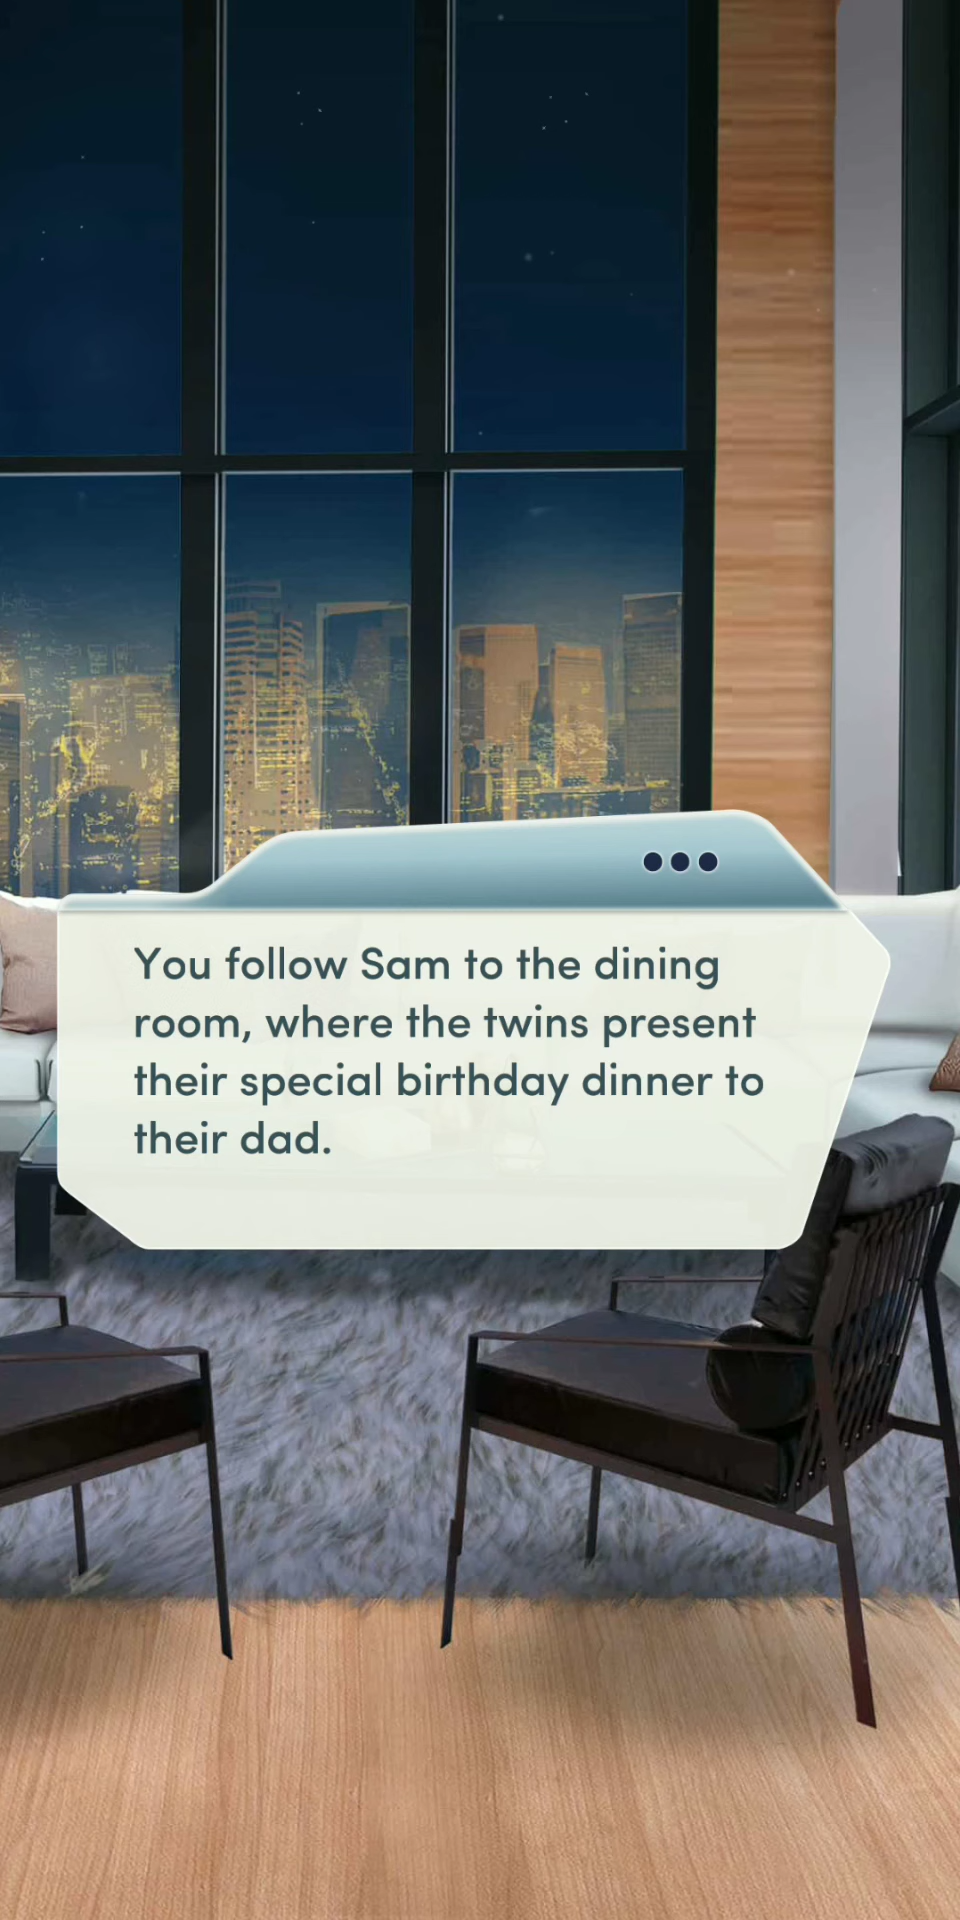 You follow Sam to the dining
room, where the twins present
their special birthday dinner to
their dad.